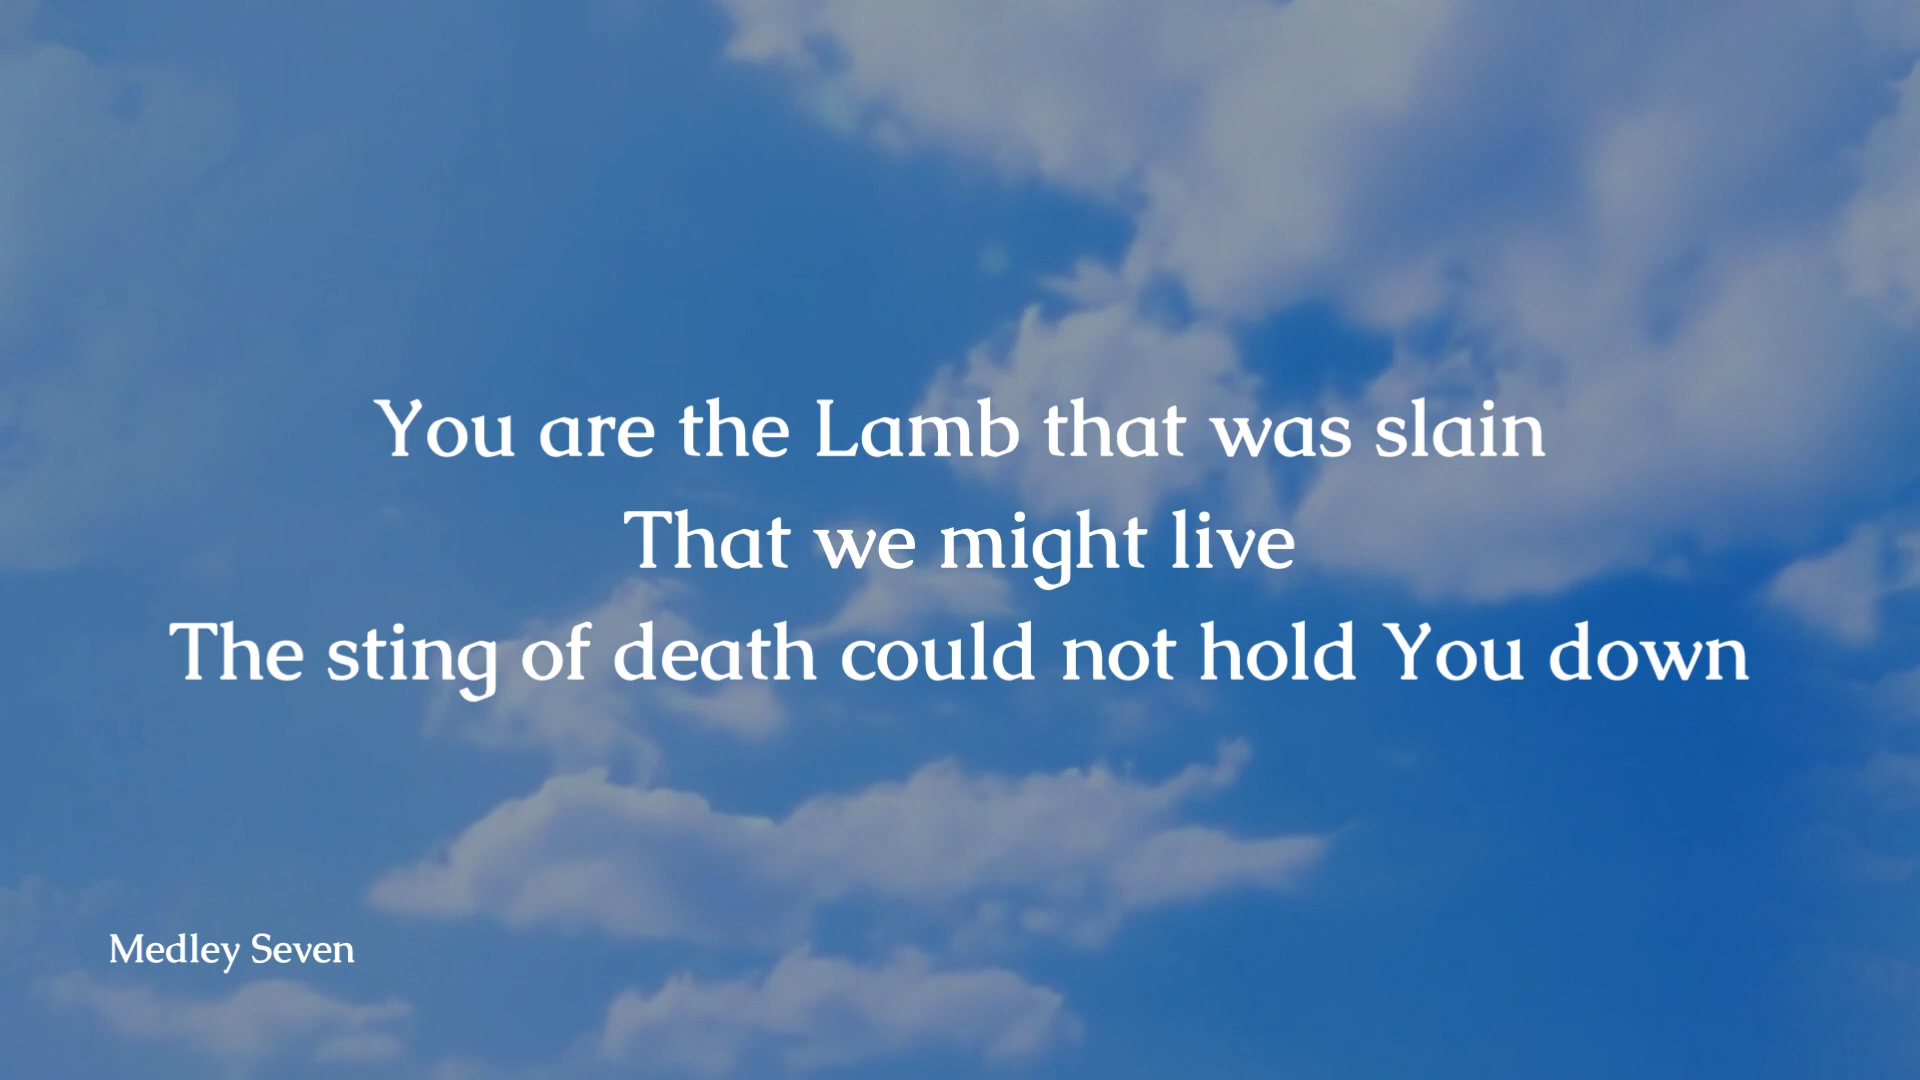 You are the Lamb that was slain
That we might live
The sting of death could not hold You down
Medley Seven